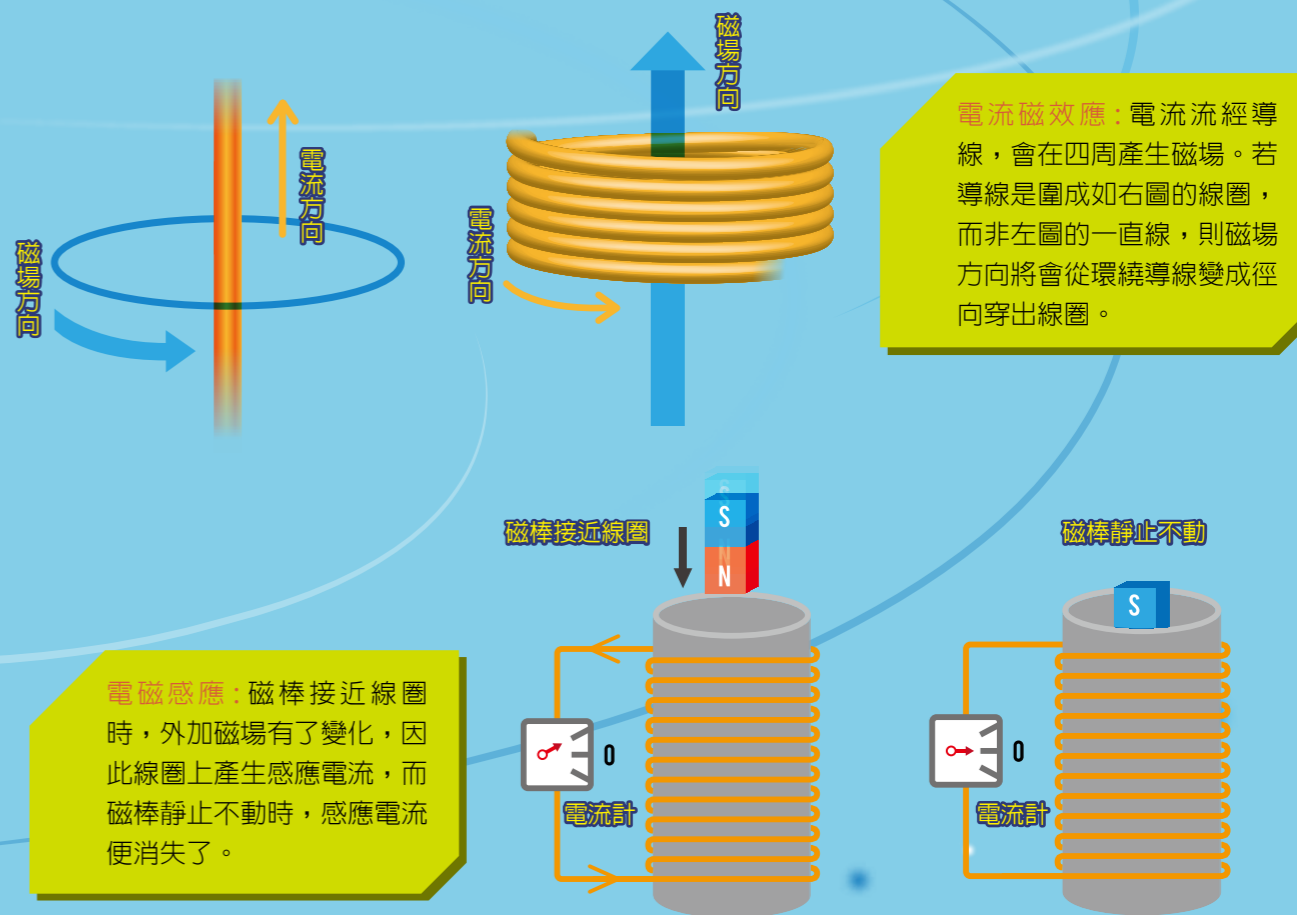 磁場方向
電流方向
磁場方向
電流方向
電流磁效應：電流流經導
線，會在四周產生磁場。若
導線是圍成如右圖的線圈，
而非左圖的一直線，則磁場
方向將會從環繞導線變成徑
向穿出線圈。
磁棒接近線圈
S
S
N
N
0
電流計
磁棒靜止不動
S
0
電流計
電磁感應：磁棒接近線圈
時，外加磁場有了變化，因
此線圈上產生感應電流，而
磁棒靜止不動時，感應電流
便消失了。